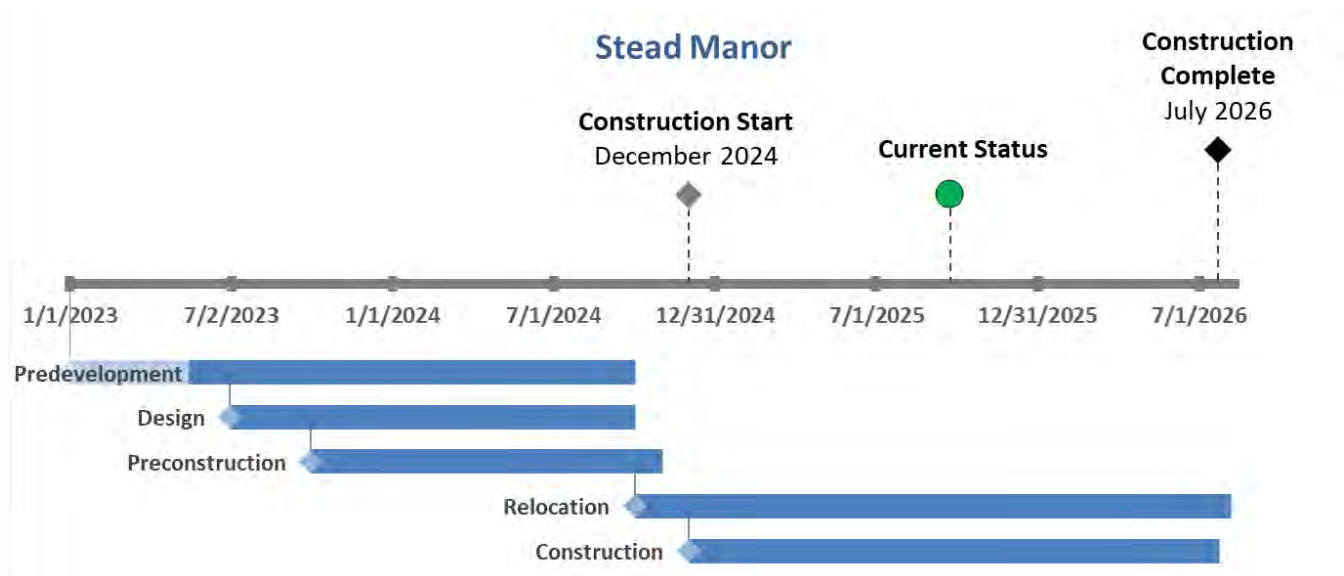 Stead Manor
Construction
Complete
July 2026
Construction Start
December 2024
Current Status
1/1/2023 7/2/2023 1/1/2024 7/1/2024 12/31/2024 7/1/2025 12/31/2025 7/1/2026
Predevelopment
Design
Preconstruction
Relocation
Construction